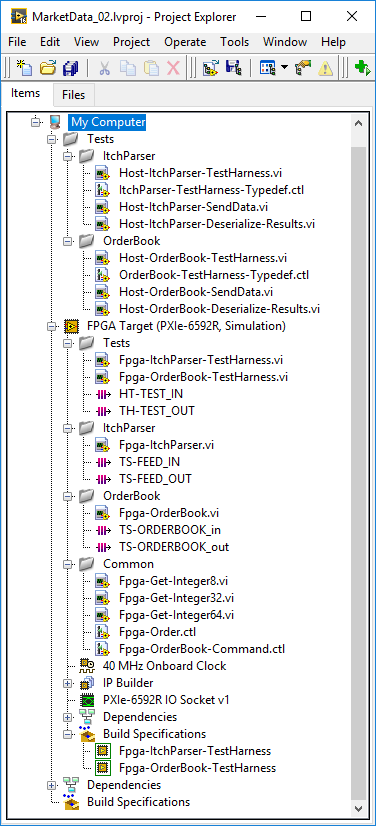 MarketData_02.lvproj - Project Explorer
File Edit View Project Operate Tools Window Help
Items Files
My Computer
Tests
ItchParser
Host-ItchParser-TestHarness.vi
ItchParser-TestHarness-Typedef.ctl
Host-ItchParser-SendData.vi
Host-ItchParser-Deserialize-Results.vi
OrderBook
Host-OrderBook-TestHarness.vi
OrderBook-TestHarness-Typedef.ctl
Host-OrderBook-SendData.vi
Host-OrderBook-Deserialize-Results.vi
FPGA Target (PXIe-6592R, Simulation)
Tests
Fpga-ItchParser-TestHarness.vi
Fpga-OrderBook-TestHarness.vi
HT-TEST_IN
TH-TEST_OUT
ItchParser
Fpga-ItchParser.vi
TS-FEED_IN
TS-FEED_OUT
OrderBook
Fpga-OrderBook.vi
TS-ORDERBOOK_in
TS-ORDERBOOK_out
Common
Fpga-Get-Integer8.vi
Fpga-Get-Integer32.vi
Fpga-Get-Integer64.vi
Fpga-Order.ctl
Fpga-OrderBook-Command.ctl
40 MHz Onboard Clock
IP Builder
PXIe-6592R IO Socket v1
Dependencies
Build Specifications
Fpga-ItchParser-TestHarness
Fpga-OrderBook-TestHarness
Dependencies
Build Specifications